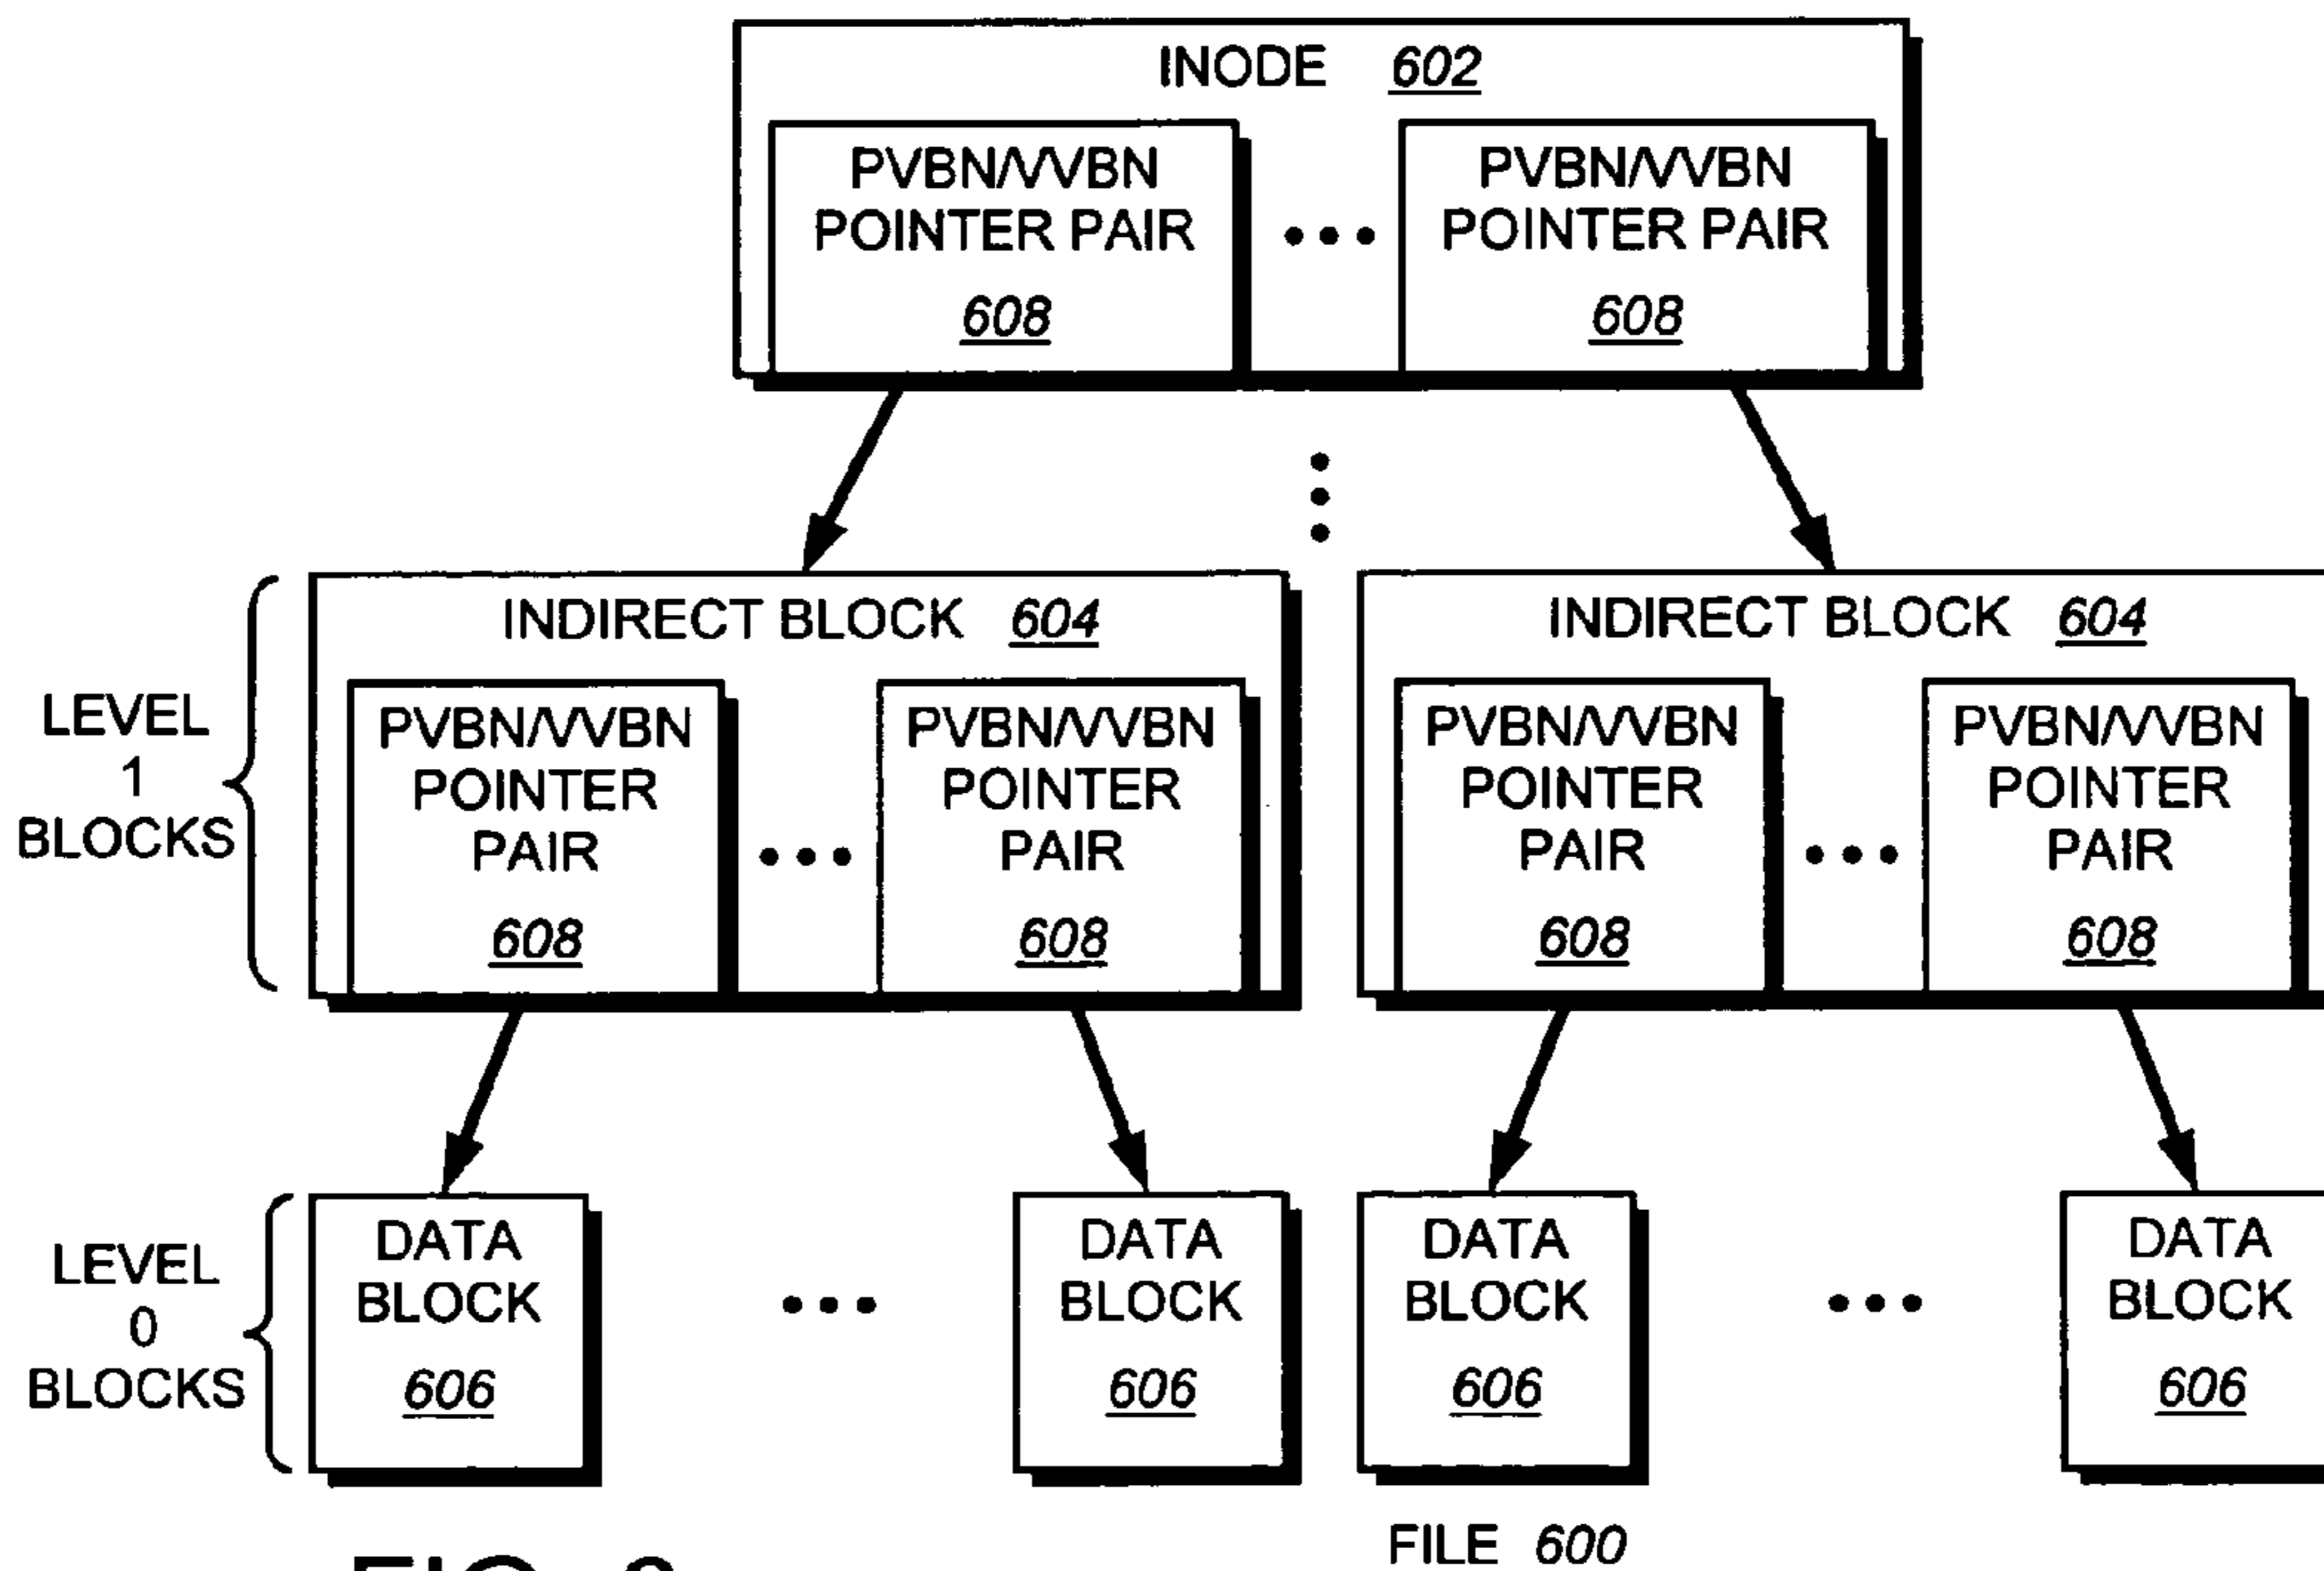 INODE 602
PVBN/VVBN
POINTER PAIR
608
PVBN/VVBN
POINTER PAIR
608
LEVEL
1
BLOCKS
INDIRECT BLOCK 604
PVBN/VVBN
POINTER
PAIR
608
PVBN/VVBN
POINTER
PAIR
608
INDIRECT BLOCK 604
PVBN/VVBN
POINTER
PAIR
608
PVBN/VVBN
POINTER
PAIR
608
LEVEL
0
BLOCKS
DATA
BLOCK
606
DATA
BLOCK
606
DATA
BLOCK
606
DATA
BLOCK
606
FILE 600
FIG.